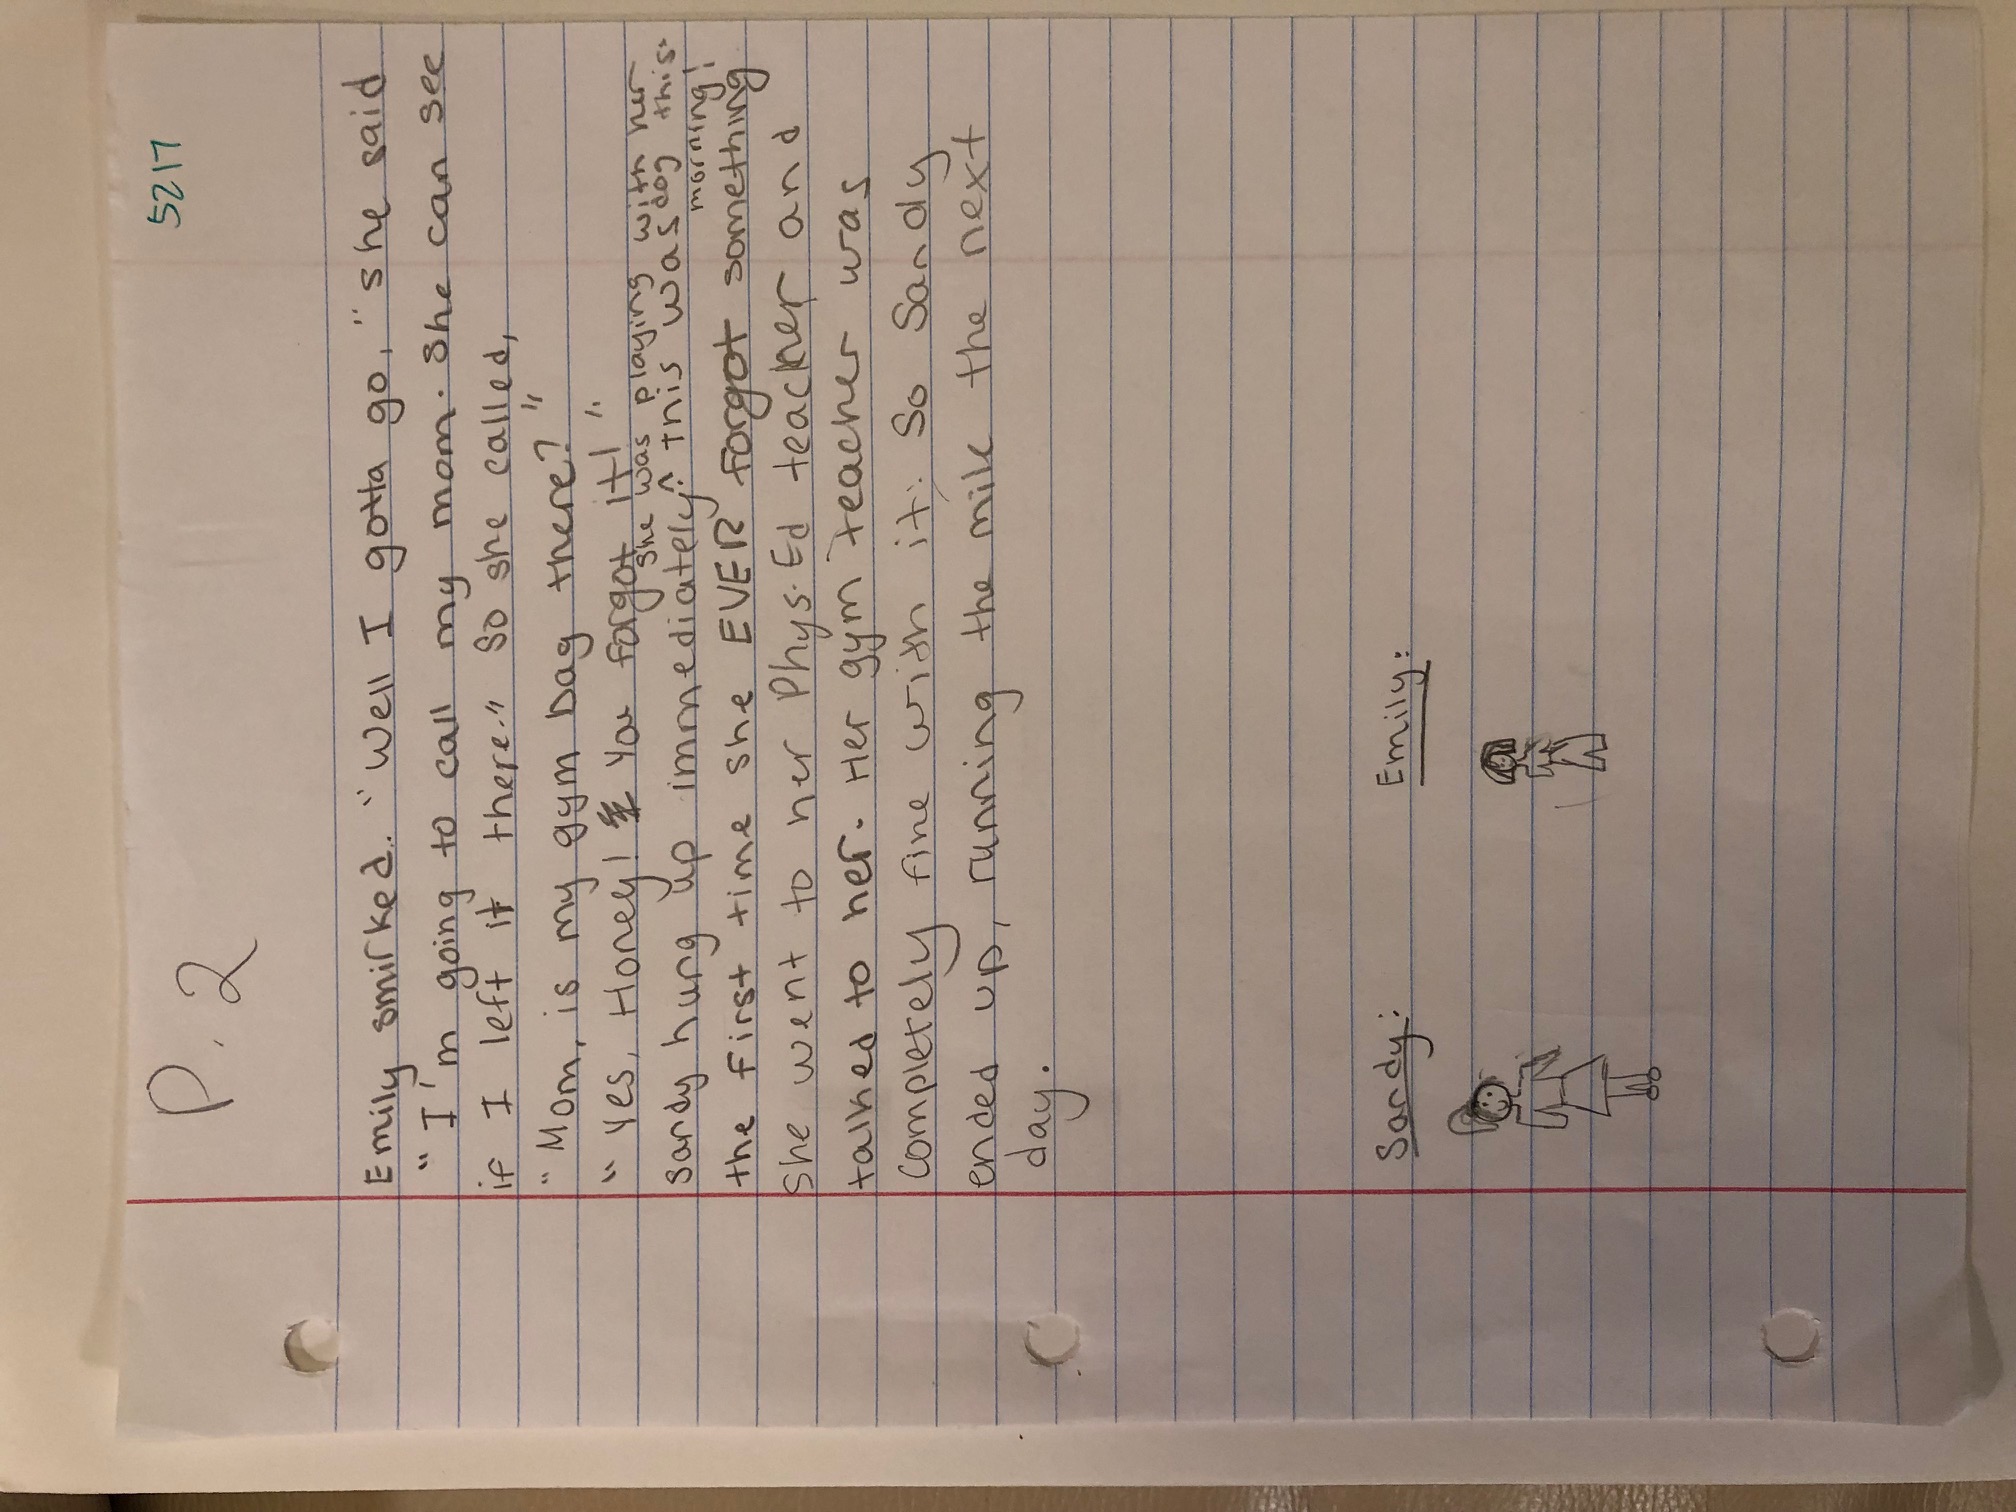 P. 2
5217
Emily smirked. "Well I gotta go," she said
"I'm going to call my mom. She can see
if I left it there." So she called,
"Mom, is my gym bag there?"
"Yes, Honey! You forgot it!"
she was playing with her
Sandy hung up immediately.^ This was dog this
morning!
the first time she EVER forgot something
She went to her Phys. Ed teacher and
talked to her. Her gym teacher was
completely fine with it. So Sandy
ended up, running the mile the next
day.
Sandy:
Emily: